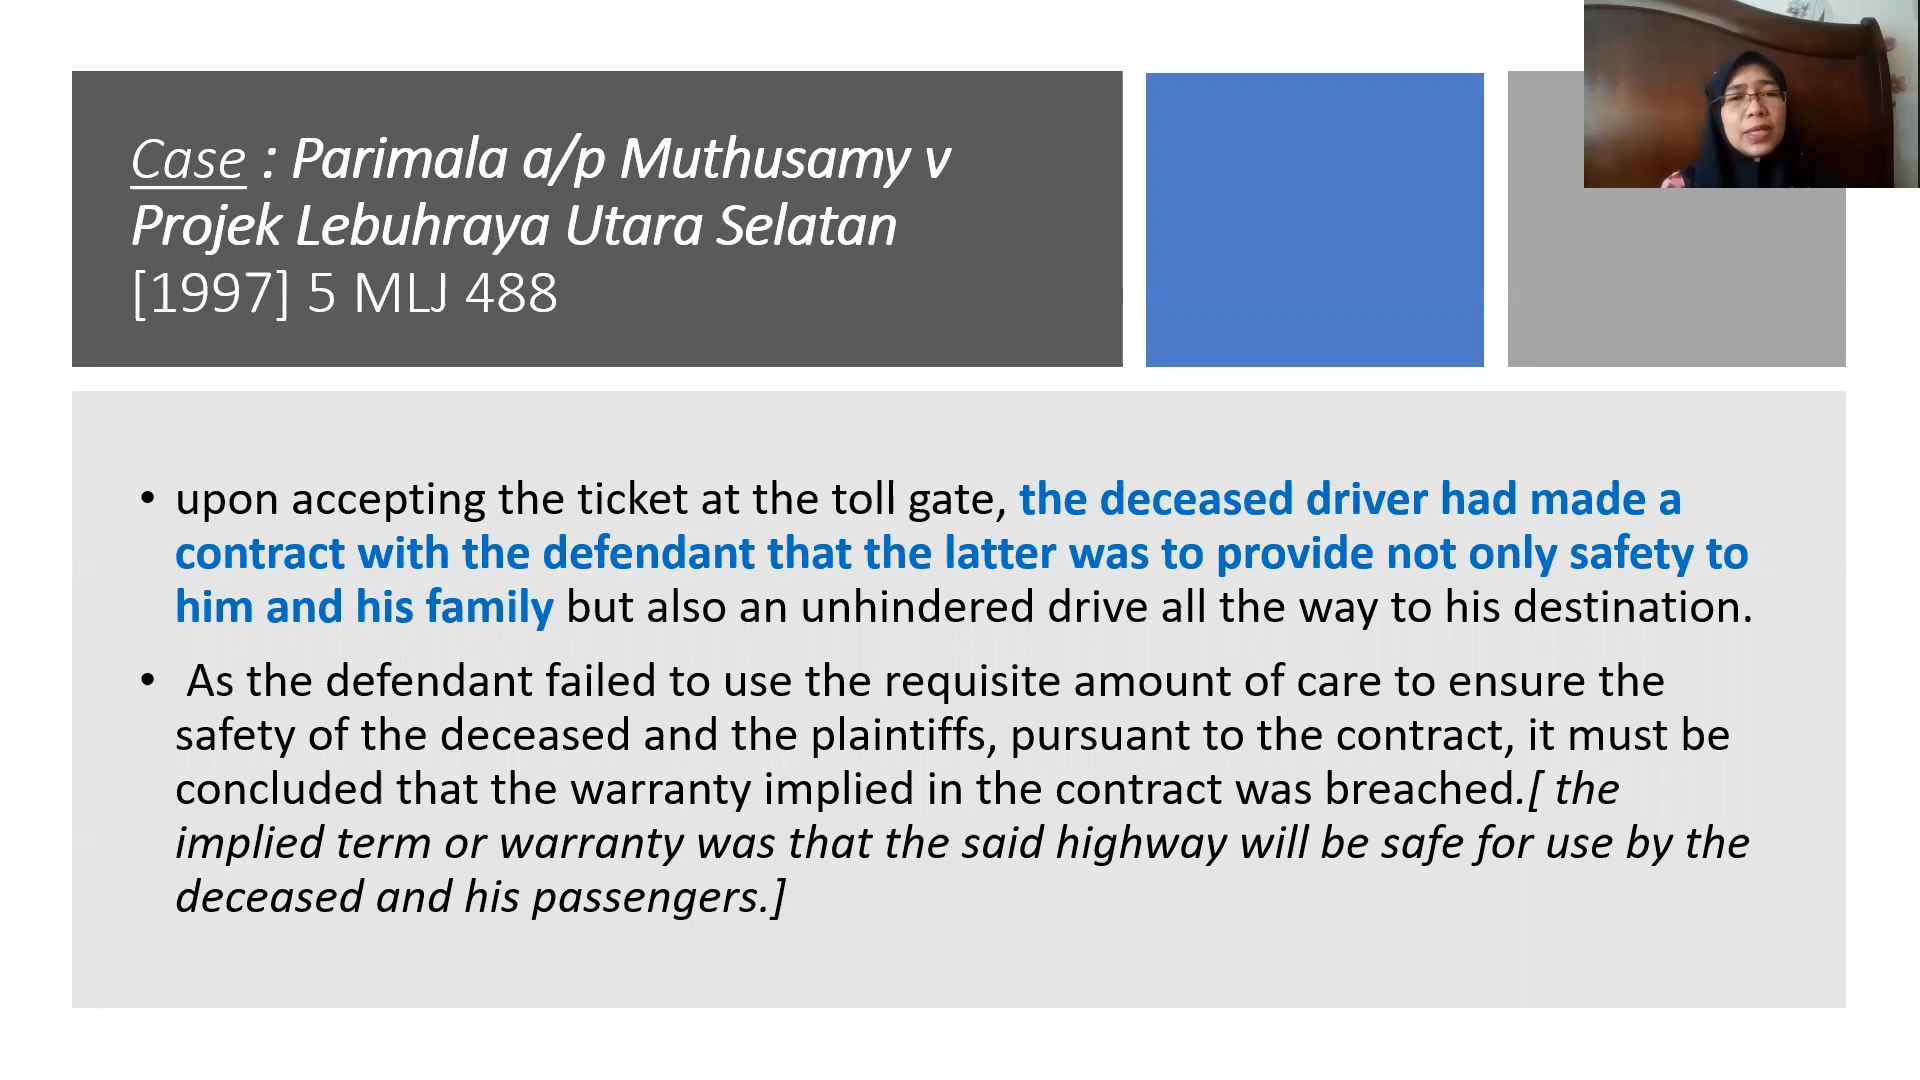 Case : Parimala a/p Muthusamy v
Projek Lebuhraya Utara Selatan
[1997] 5 MLJ 488
• upon accepting the ticket at the toll gate, the deceased driver had made a
contract with the defendant that the latter was to provide not only safety to
him and his family but also an unhindered drive all the way to his destination.
• As the defendant failed to use the requisite amount of care to ensure the
safety of the deceased and the plaintiffs, pursuant to the contract, it must be
concluded that the warranty implied in the contract was breached.[ the
implied term or warranty was that the said highway will be safe for use by the
deceased and his passengers.]